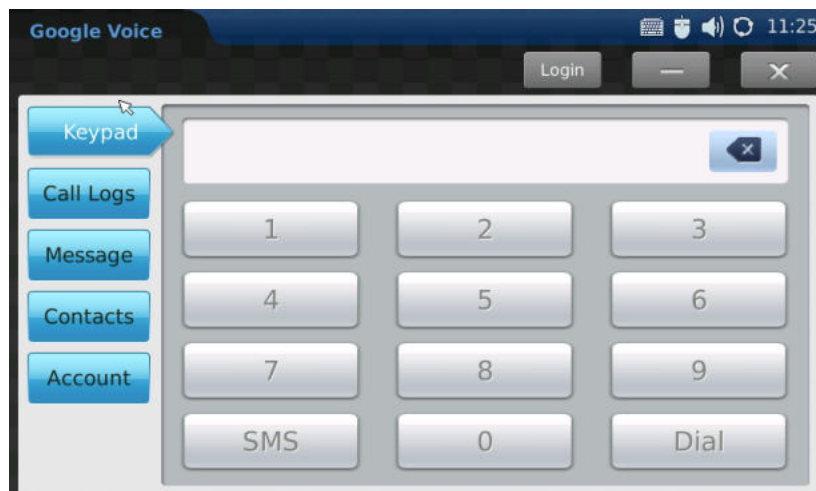 Google Voice 11:25
Login
Keypad
Call Logs
Message
Contacts
Account
1 2 3
4 5 6
7 8 9
SMS 0 Dial